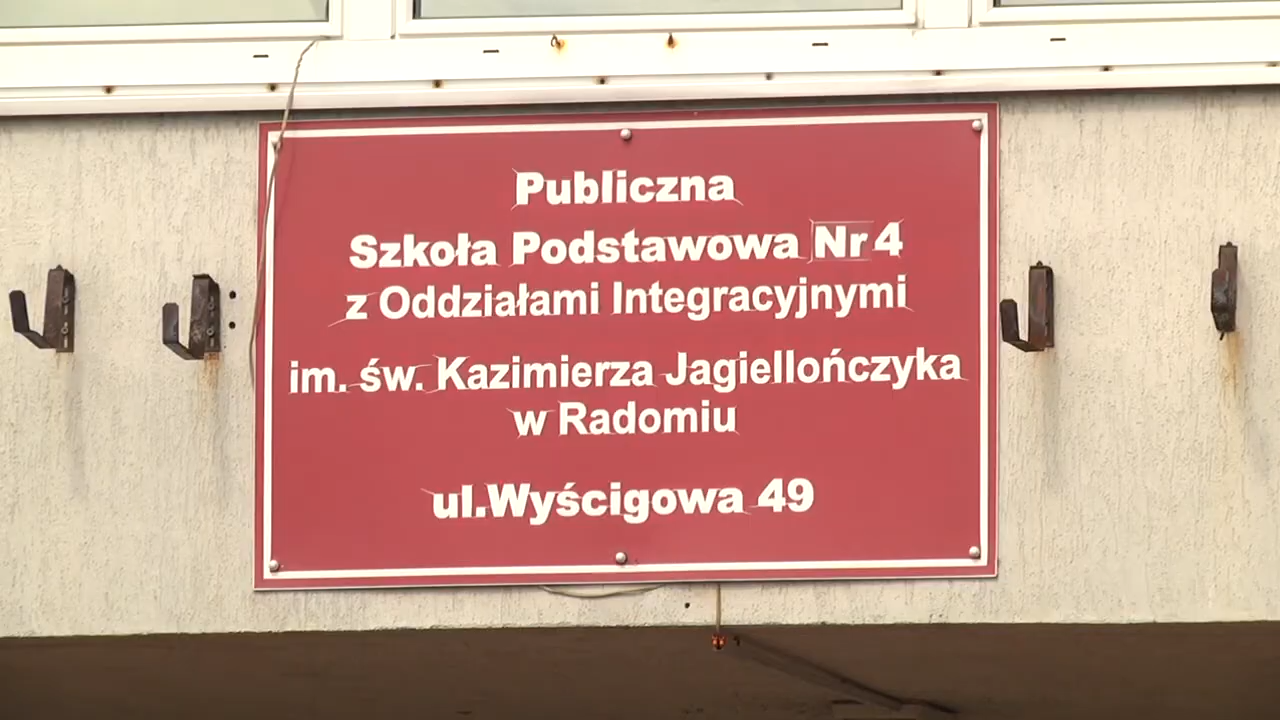 Publiczna
Szkoła Podstawowa Nr 4
z Oddziałami Integracyjnymi
im. św. Kazimierza Jagiellończyka
w Radomiu
ul.Wyścigowa 49